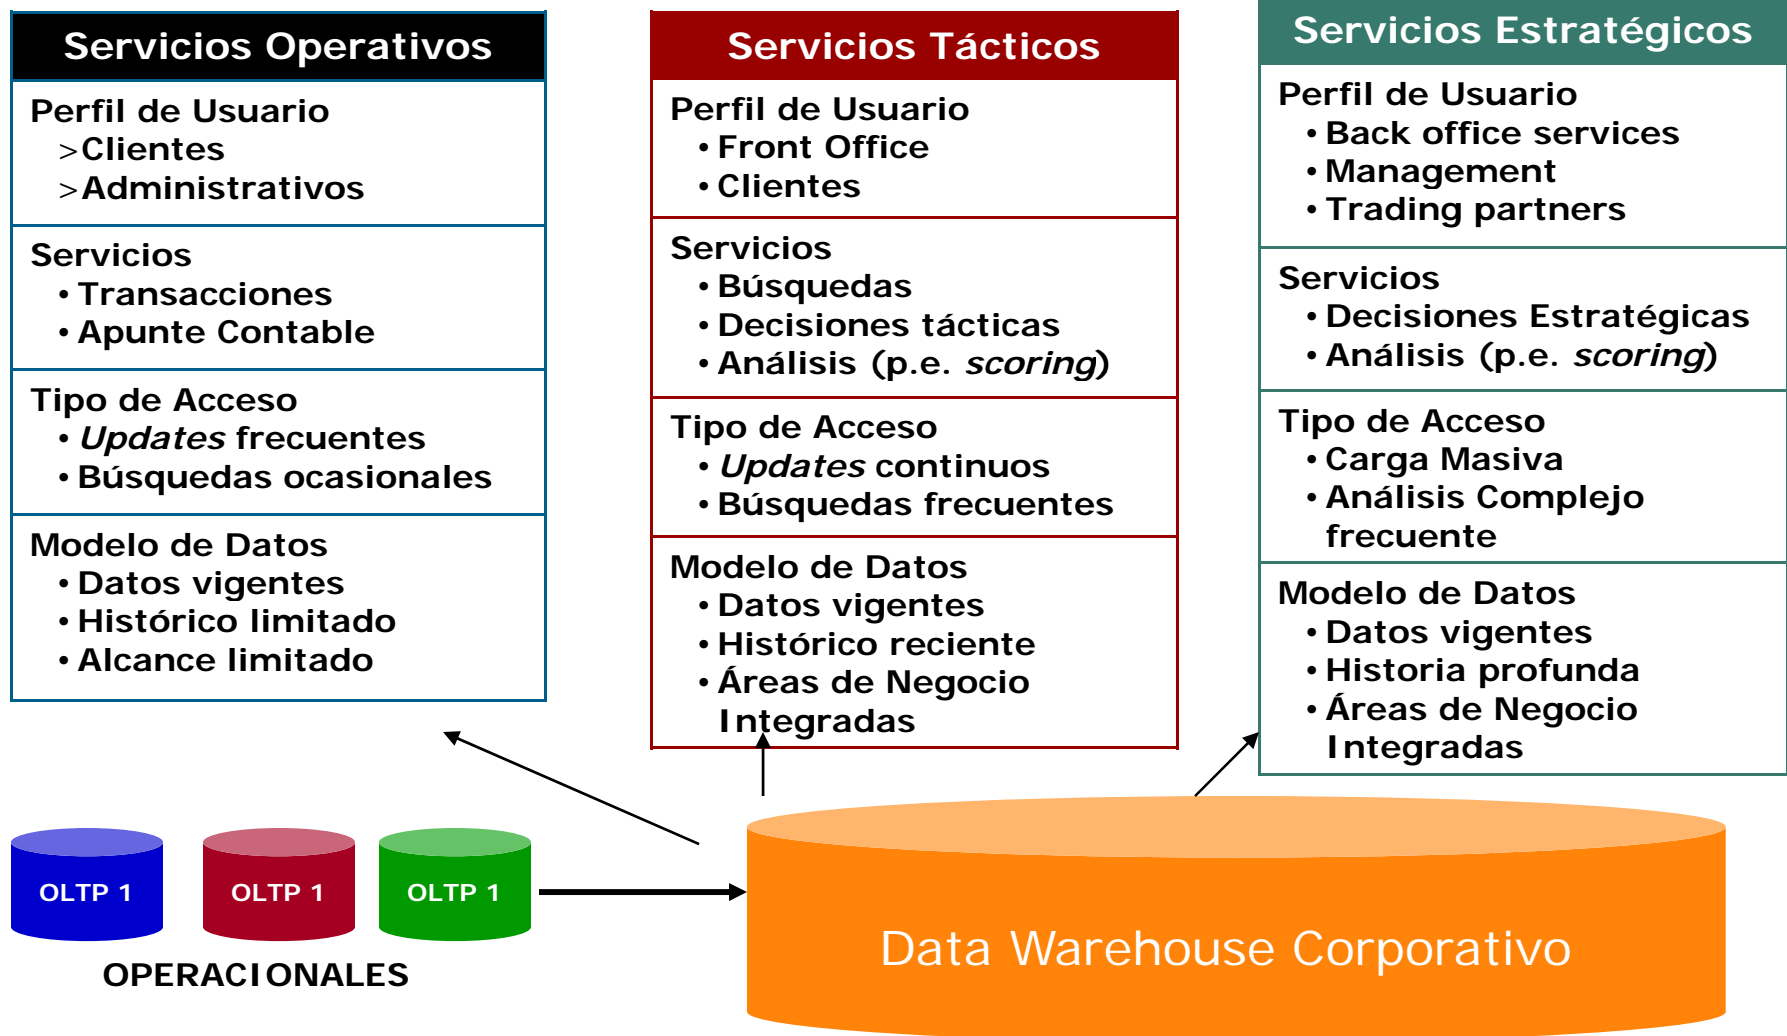 Servicios Operativos
Perfil de Usuario
>Clientes
>Administrativos
Servicios
• Transacciones
• Apunte Contable
Tipo de Acceso
• Updates frecuentes
• Búsquedas ocasionales
Modelo de Datos
• Datos vigentes
• Histórico limitado
• Alcance limitado
Servicios Tácticos
Perfil de Usuario
• Front Office
• Clientes
Servicios
• Búsquedas
• Decisiones tácticas
• Análisis (p.e. scoring)
Tipo de Acceso
• Updates continuos
• Búsquedas frecuentes
Modelo de Datos
• Datos vigentes
• Histórico reciente
• Áreas de Negocio
Integradas
Servicios Estratégicos
Perfil de Usuario
• Back office services
• Management
• Trading partners
Servicios
• Decisiones Estratégicas
• Análisis (p.e. scoring)
Tipo de Acceso
• Carga Masiva
• Análisis Complejo
frecuente
Modelo de Datos
• Datos vigentes
• Historia profunda
• Áreas de Negocio
Integradas
OLTP 1
OLTP 1
OLTP 1
OPERACIONALES
Data Warehouse Corporativo